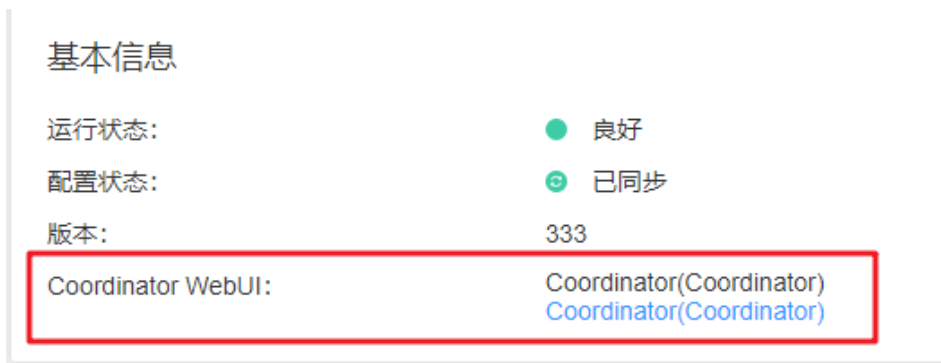 基本信息
运行状态： 良好
配置状态： 已同步
版本： 333
Coordinator WebUI： Coordinator(Coordinator)
Coordinator(Coordinator)